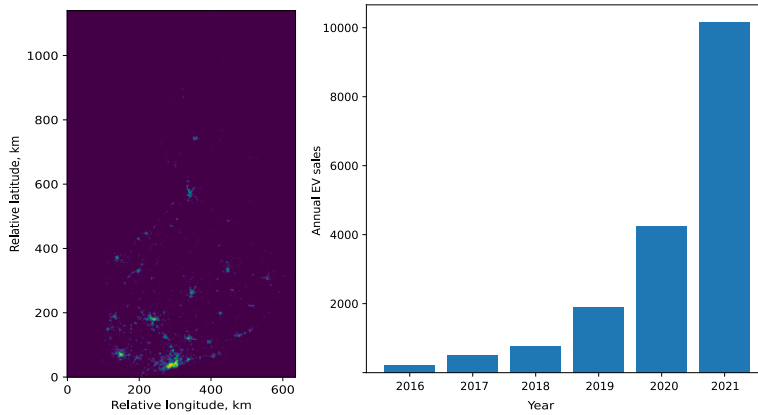 1000
800
600
400
200
0
0 200 400 600
Relative latitude, km
Relative longitude, km
10000
8000
6000
4000
2000
Annual EV sales
2016 2017 2018 2019 2020 2021
Year